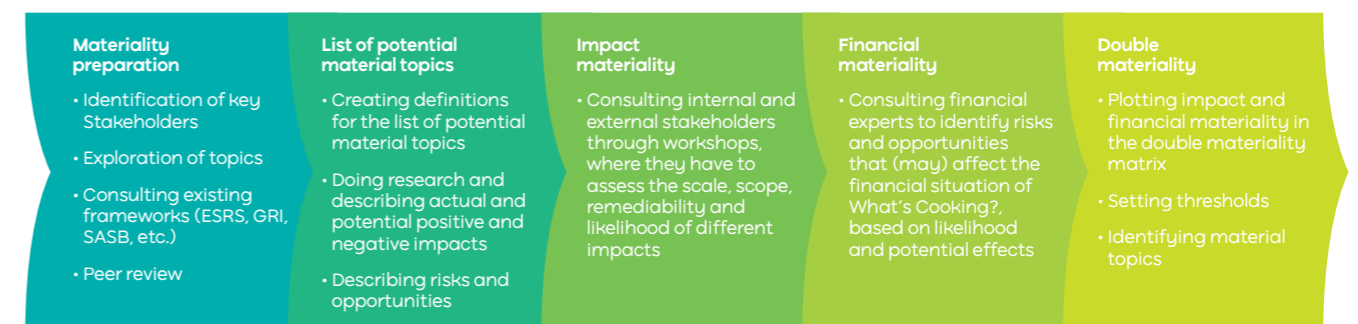 Materiality
preparation
• Identification of key
Stakeholders
• Exploration of topics
• Consulting existing
frameworks (ESRS, GRI,
SASB, etc.)
• Peer review
List of potential
material topics
• Creating definitions
for the list of potential
material topics
• Doing research and
describing actual and
potential positive and
negative impacts
• Describing risks and
opportunities
Impact
materiality
• Consulting internal and
external stakeholders
through workshops,
where they have to
assess the scale, scope,
remediability and
likelihood of different
impacts
Financial
materiality
• Consulting financial
experts to identify risks
and opportunities
that (may) affect the
financial situation of
What's Cooking?,
based on likelihood
and potential effects
Double
materiality
• Plotting impact and
financial materiality in
the double materiality
matrix
• Setting thresholds
• Identifying material
topics